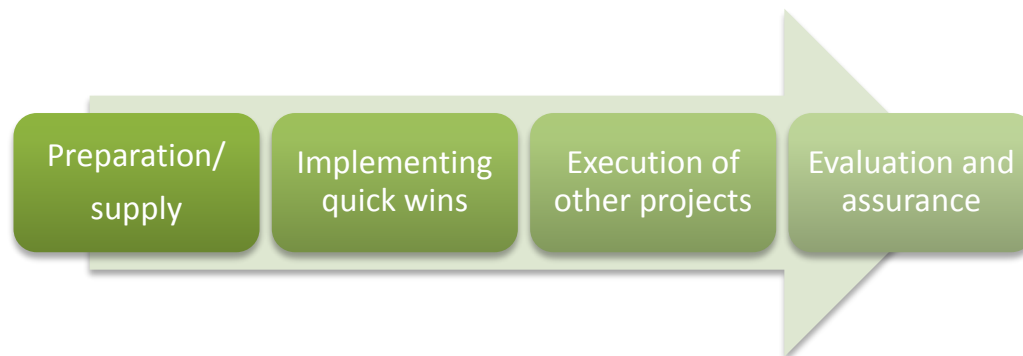 Preparation/
supply
Implementing
quick wins
Execution of
other projects
Evaluation and
assurance